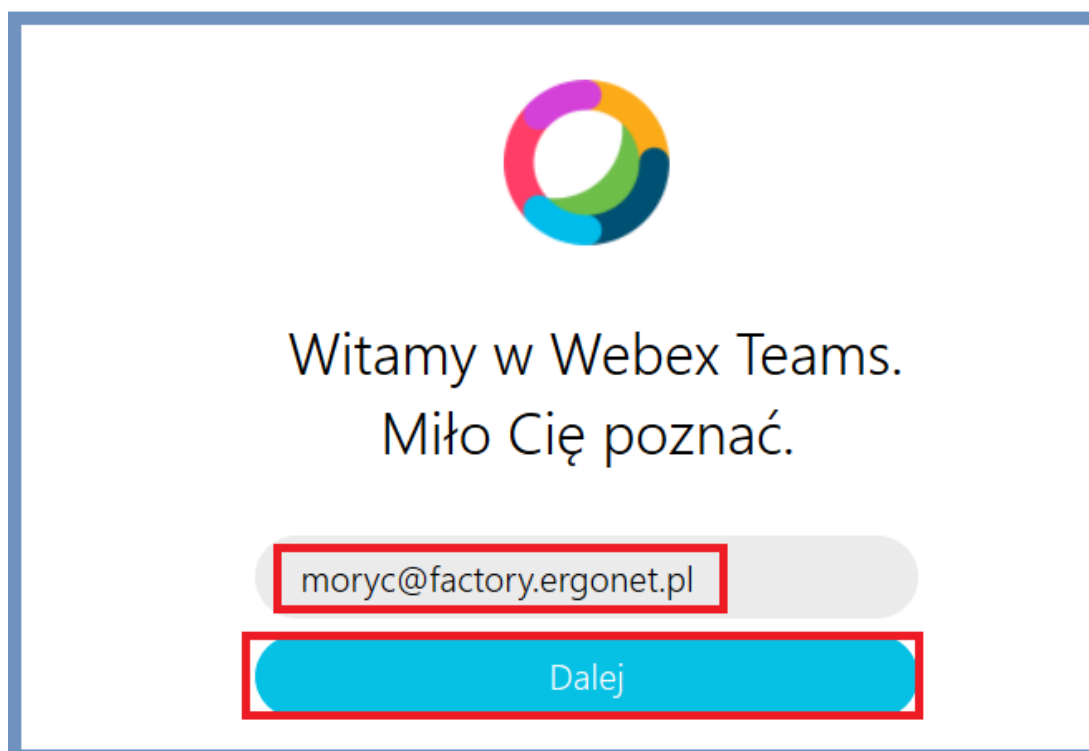 Witamy w Webex Teams.
Miło Cię poznać.
moryc@factory.ergonet.pl
Dalej